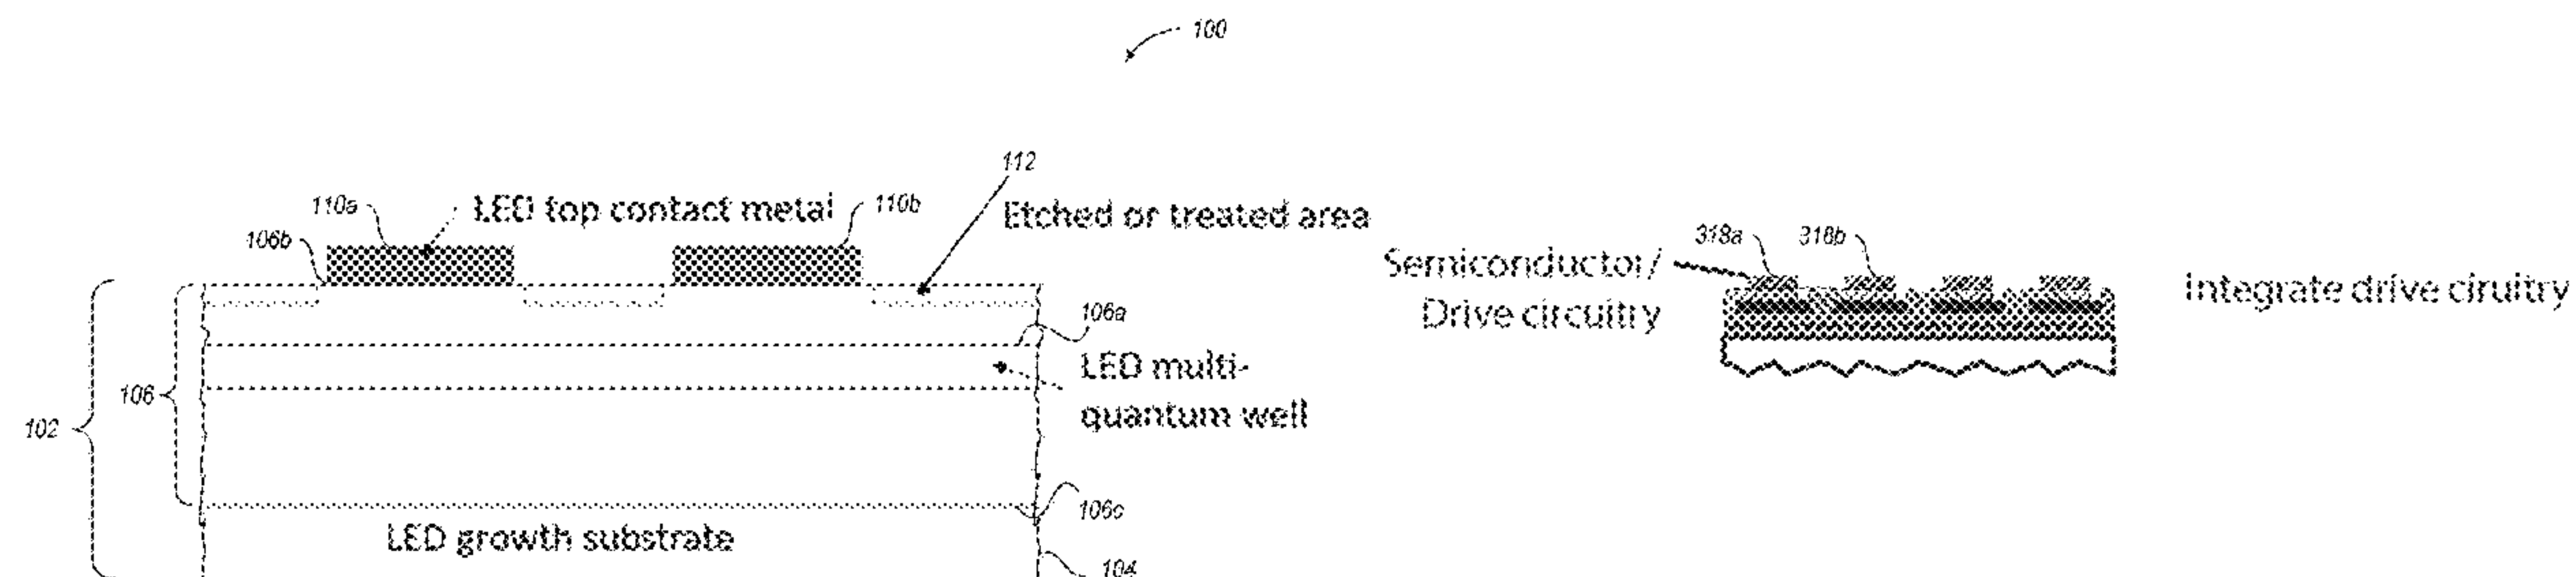 100
112
110a
LED top contact metal
110b
Etched or treated area
106b
318a
318b
Semiconductor/
Drive circuitry
Integrate drive ciruitry
106a
LED multi-
quantum well
106
102
106c
LED growth substrate
104